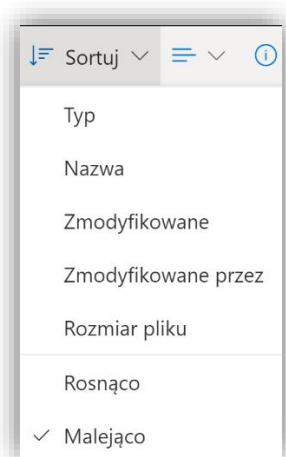 Sortuj
Typ
Nazwa
Zmodyfikowane
Zmodyfikowane przez
Rozmiar pliku
Rosnąco
Malejąco